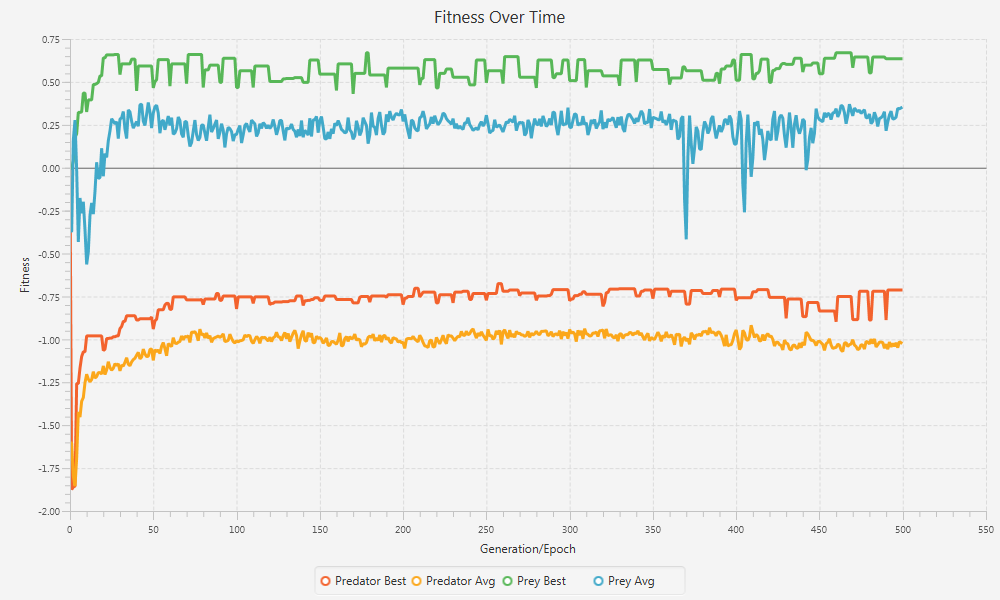 Fitness Over Time
0.75
0.50
0.25
0.00
-0.25
-0.50
-0.75
-1.00
-1.25
-1.50
-1.75
-2.00
Fitness
0 50 100 150 200 250 300 350 400 450 500 550
Generation/Epoch
Predator Best Predator Avg Prey Best Prey Avg